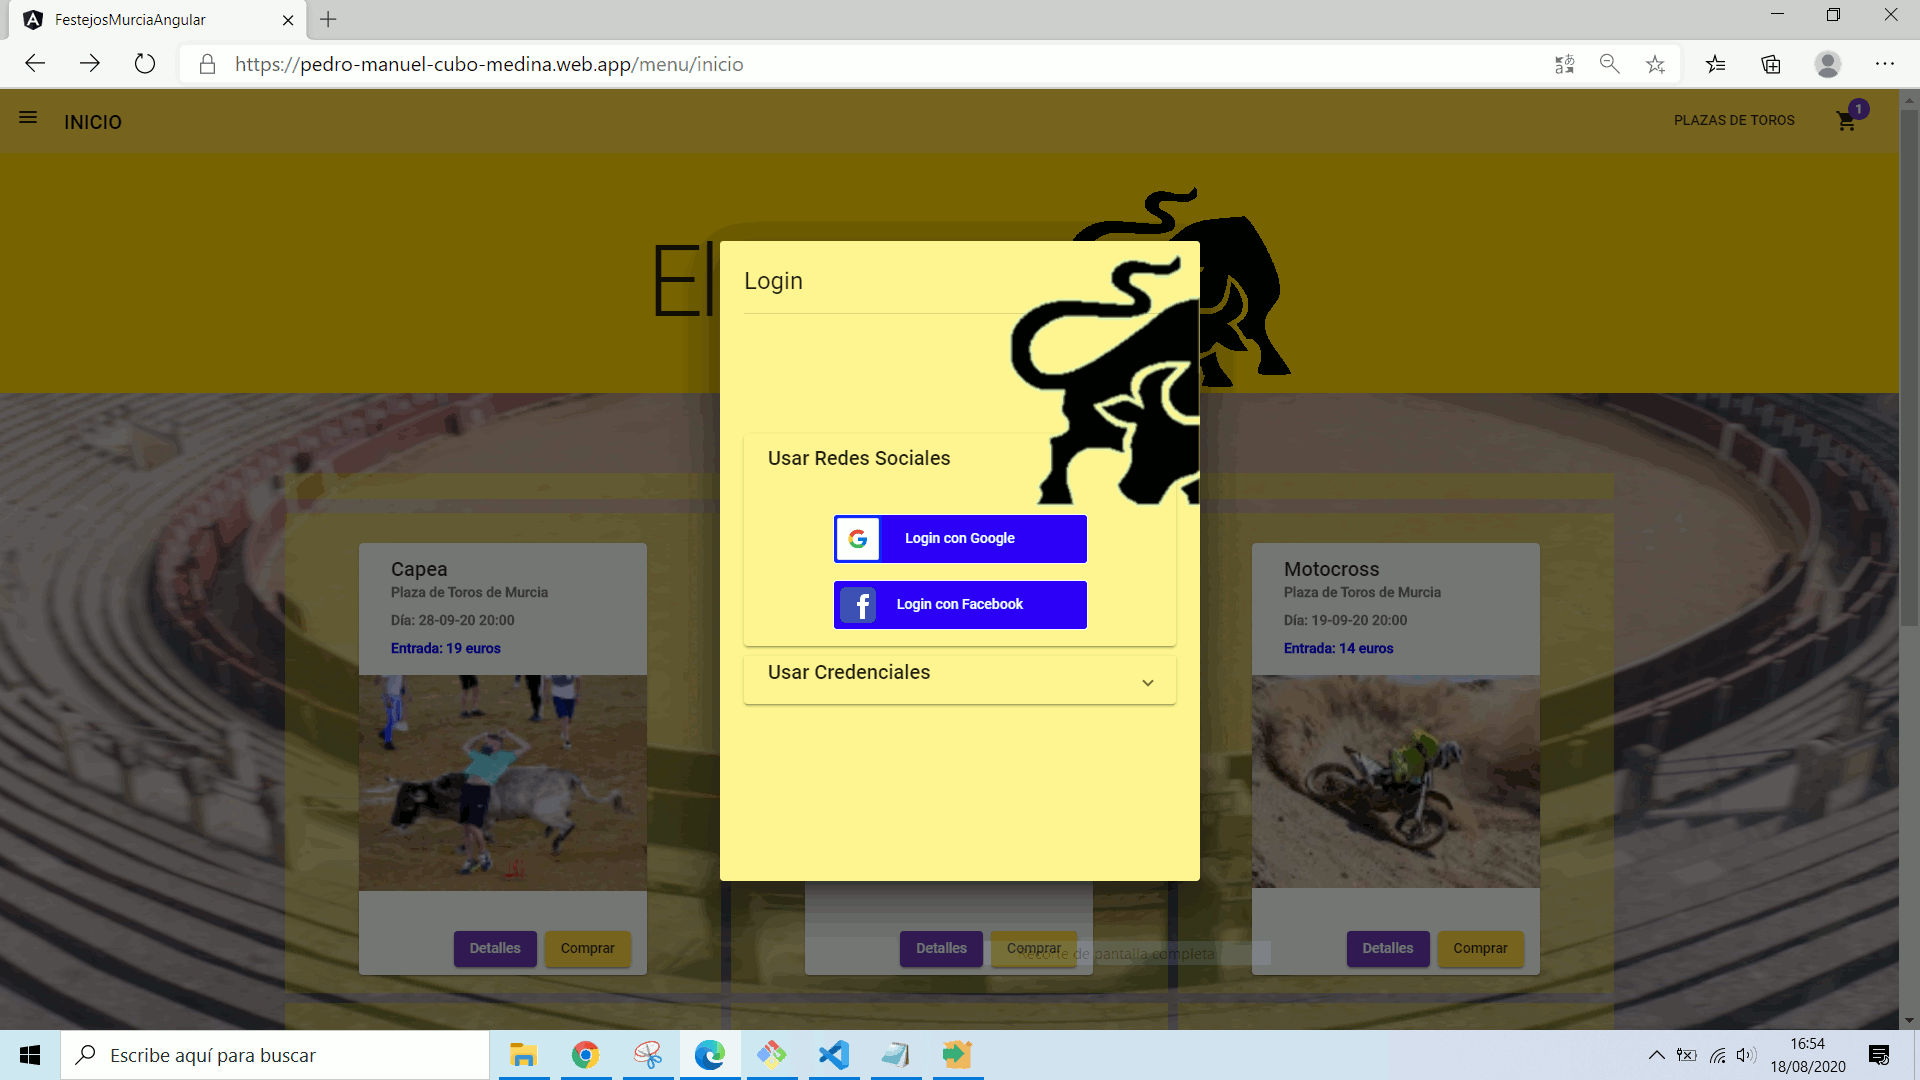 FestejosMurciaAngular
https://pedro-manuel-cubo-medina.web.app/menu/inicio
INICIO
PLAZAS DE TOROS
1
El
Login
Usar Redes Sociales
Login con Google
Login con Facebook
Usar Credenciales
Capea
Plaza de Toros de Murcia
Día: 28-09-20 20:00
Entrada: 19 euros
Detalles
Comprar
Detalles
Comprar
de pantalla completa
Motocross
Plaza de Toros de Murcia
Día: 19-09-20 20:00
Entrada: 14 euros
Detalles
Comprar
Escribe aquí para buscar
16:54
18/08/2020